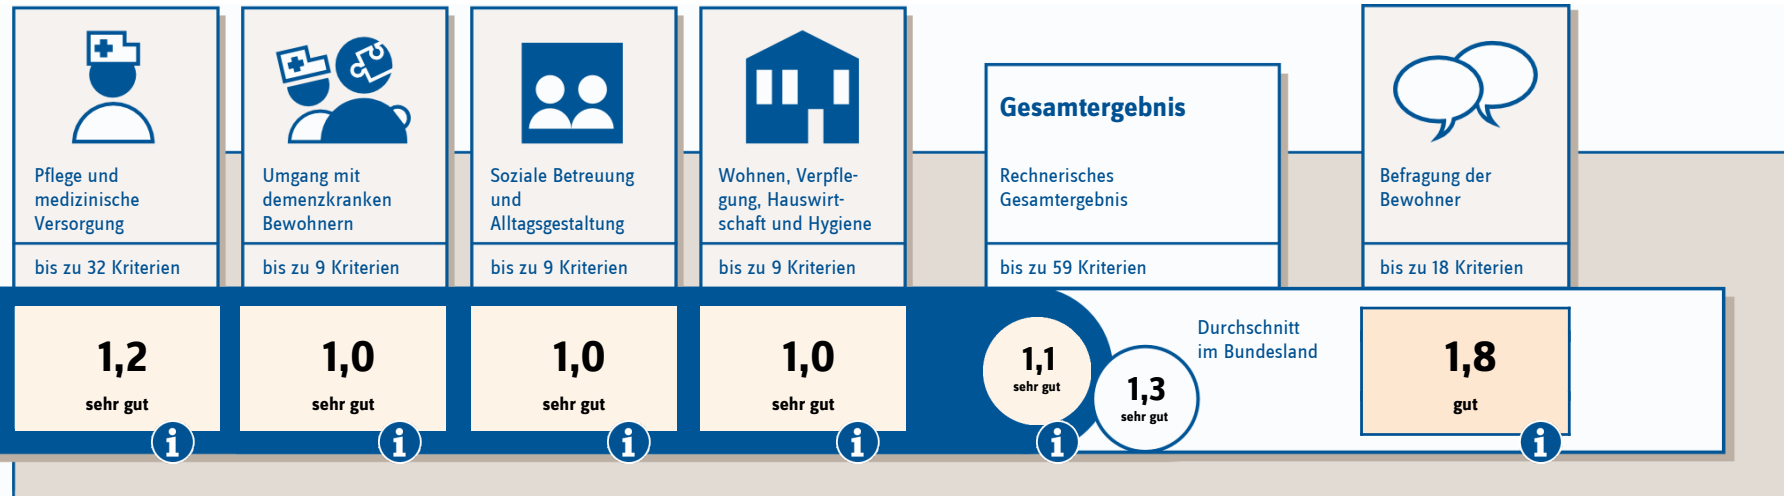 Pflege und
medizinische
Versorgung
bis zu 32 Kriterien
1,2
sehr gut
Umgang mit
demenzkranken
Bewohnern
bis zu 9 Kriterien
1,0
sehr gut
Soziale Betreuung
und
Alltagsgestaltung
bis zu 9 Kriterien
1,0
sehr gut
Wohnen, Verpfle-
gung, Hauswirt-
schaft und Hygiene
bis zu 9 Kriterien
1,0
sehr gut
Gesamtergebnis
Rechnerisches
Gesamtergebnis
bis zu 59 Kriterien
1,1
sehr gut
1,3
sehr gut
Durchschnitt
im Bundesland
Befragung der
Bewohner
bis zu 18 Kriterien
1,8
gut